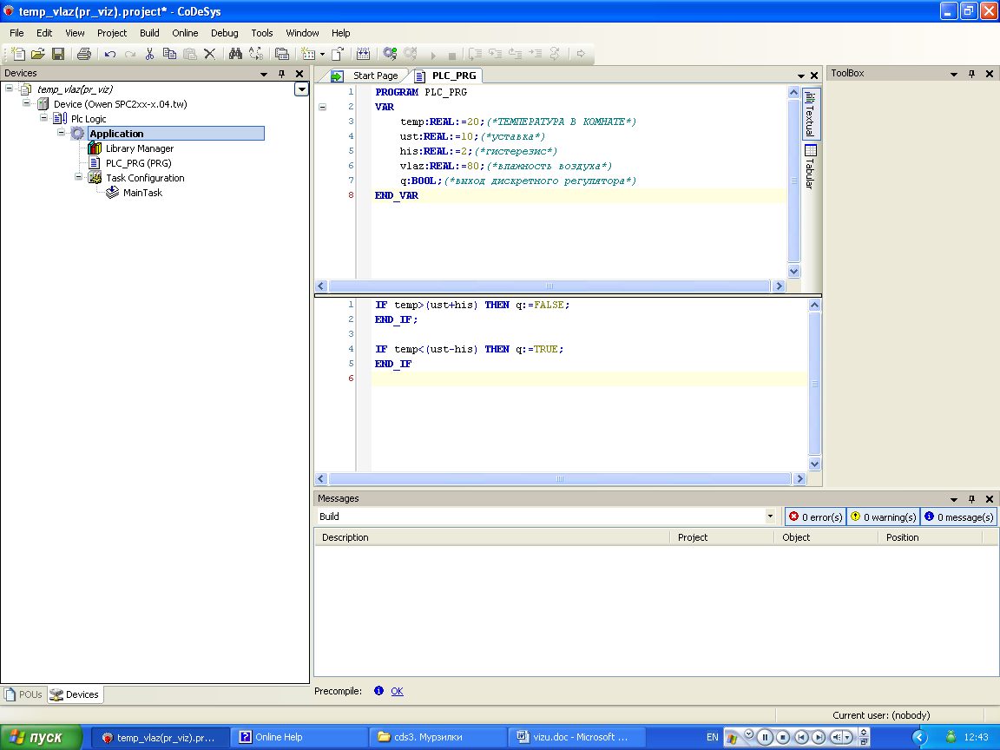 temp_vlaz(pr_viz).project* - CoDeSys
File Edit View Project Build Online Debug Tools Window Help
Devices
temp_vlaz(pr_viz)
Device (Owen SPC2xx-x.04.tw)
Plc Logic
Application
Library Manager
PLC_PRG (PRG)
Task Configuration
MainTask
POUs Devices
Start Page PLC_PRG
1 PROGRAM PLC_PRG
2 VAR
3 temp:REAL:=20;(*ТЕМПЕРАТУРА В КОМНАТЕ*)
4 ust:REAL:=10;(*уставка*)
5 his:REAL:=2;(*гистерезис*)
6 vlaz:REAL:=80;(*влажность воздуха*)
7 q:BOOL;(*выход дискретного регулятора*)
8 END_VAR
Textual
Tabular
1 IF temp>(ust+his) THEN q:=FALSE;
2 END_IF;
3
4 IF temp<(ust-his) THEN q:=TRUE;
5 END_IF
6
ToolBox
Messages
Build 0 error(s) 0 warning(s) 0 message(s)
Description Project Object Position
Precompile: OK
Current user: (nobody)
пуск temp_vlaz(pr_viz).pr... Online Help cds3. Мурзилки vizu.doc - Microsoft ... EN 12:43